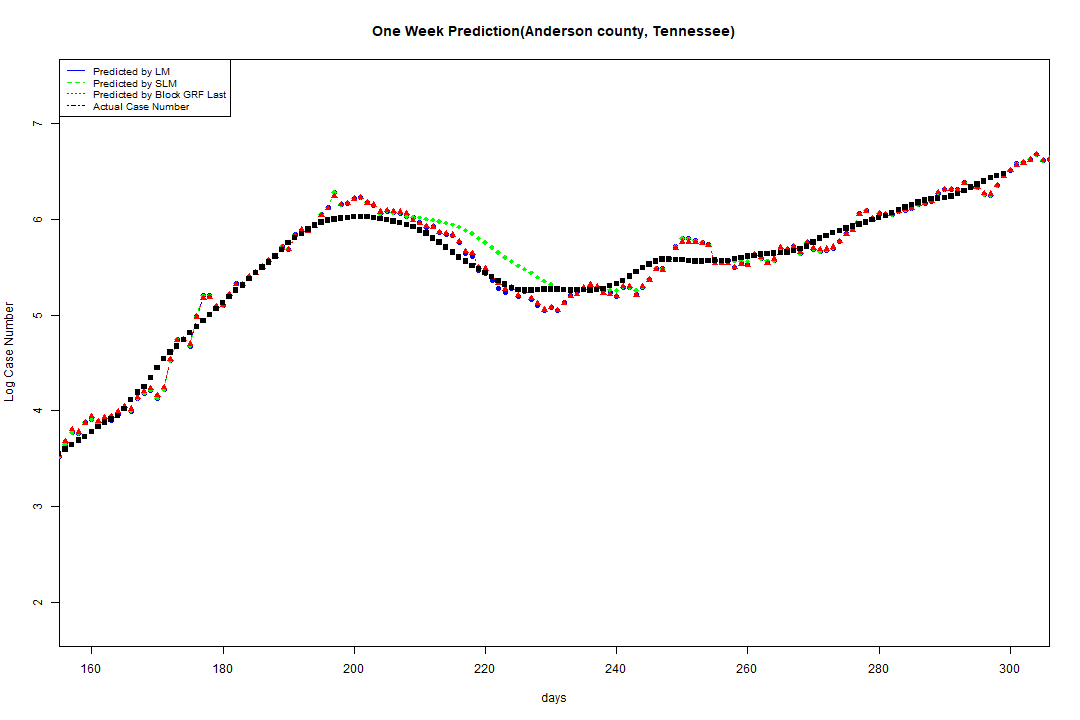 One Week Prediction(Anderson county, Tennessee)
Predicted by LM
Predicted by SLM
Predicted by Block GRF Last
Actual Case Number
7
6
5
4
3
2
Log Case Number
160 180 200 220 240 260 280 300
days